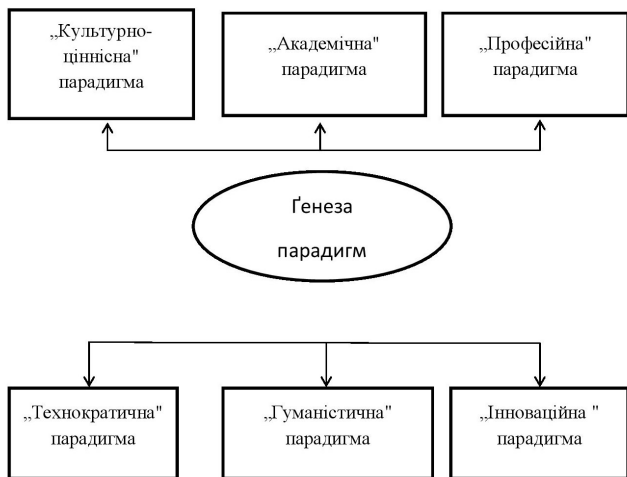 „Культурно-
ціннісна"
парадигма
„Академічна"
парадигма
„Професійна"
парадигма
Ґенеза
парадигм
„Технократична"
парадигма
„Гуманістична"
парадигма
„Інноваційна "
парадигма